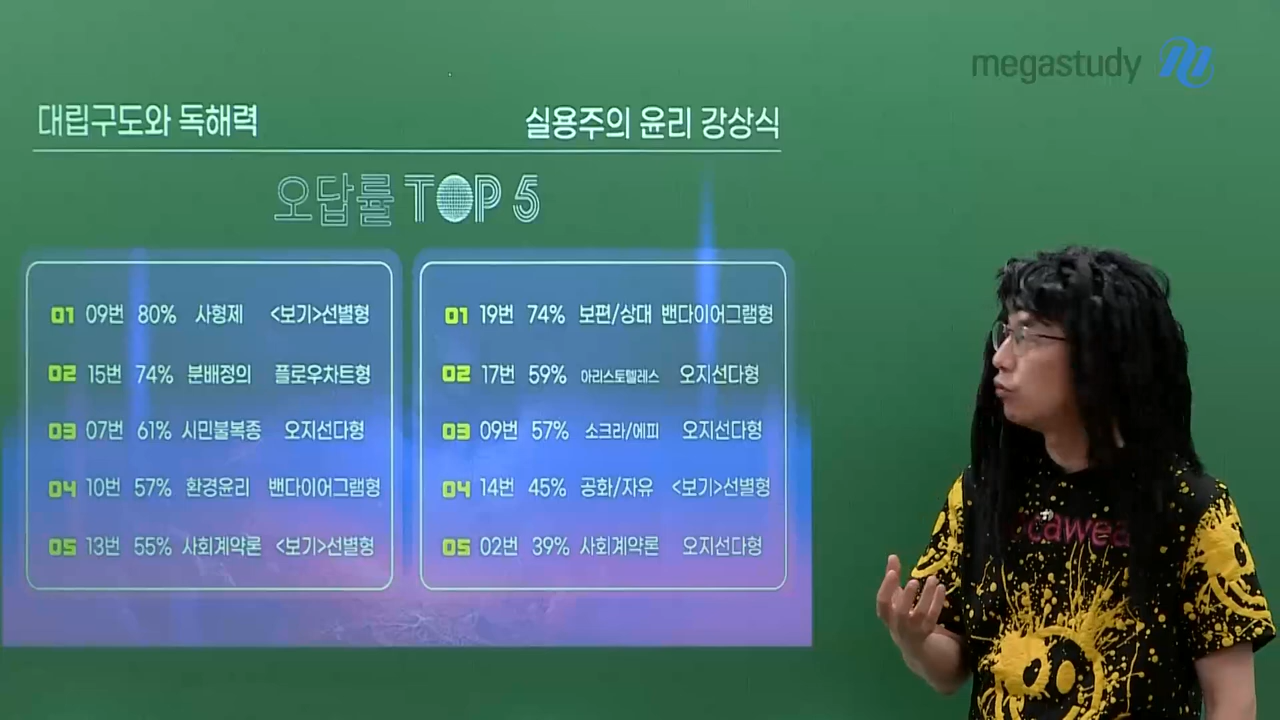 megastudy
대립구도와 독해력
실용주의 윤리 강상식
오답률 TOP 5
01 09번 80% 사형제 <보기>선별형
02 15번 74% 분배정의 플로우차트형
03 07번 61% 시민불복종 오지선다형
04 10번 57% 환경윤리 밴다이어그램형
05 13번 55% 사회계약론 <보기>선별형
01 19번 74% 보편/상대 밴다이어그램형
02 17번 59% 아리스토텔레스 오지선다형
03 09번 57% 소크라/에피 오지선다형
04 14번 45% 공화/자유 <보기>선별형
05 02번 39% 사회계약론 오지선다형